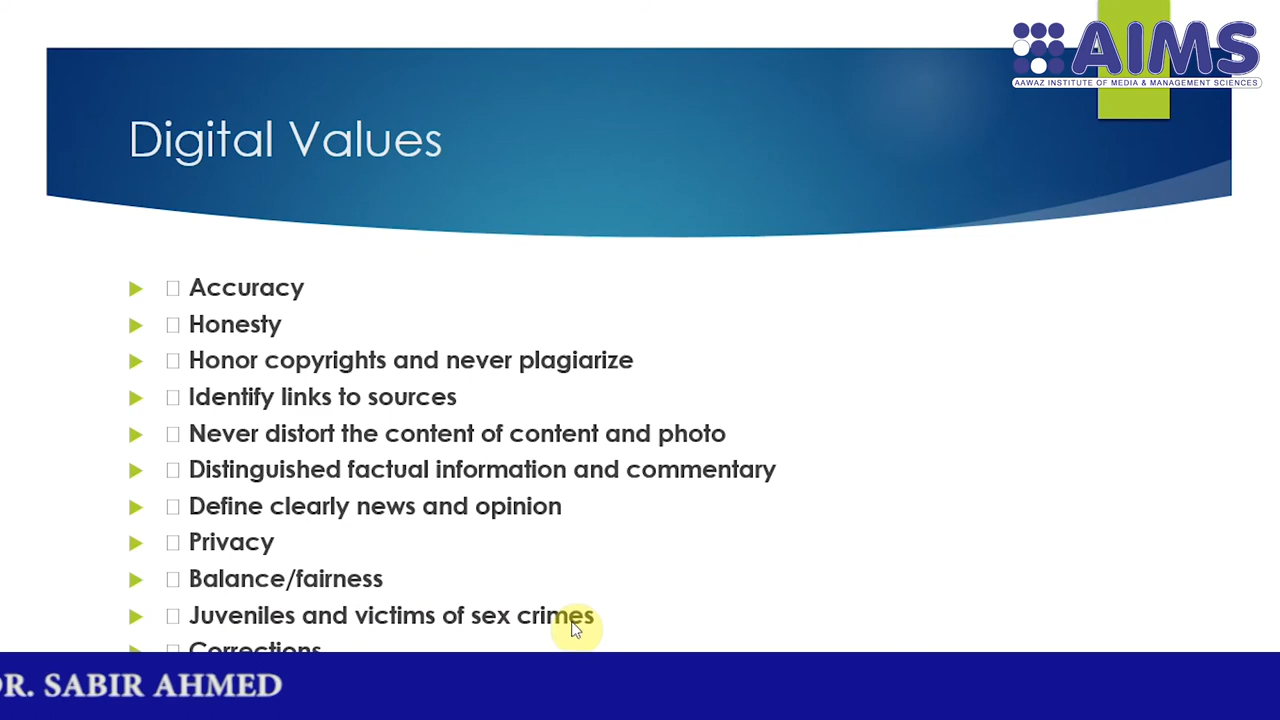 AIMS
AAWAZ INSTITUTE OF MEDIA & MANAGEMENT SCIENCES
Digital Values
Accuracy
Honesty
Honor copyrights and never plagiarize
Identify links to sources
Never distort the content of content and photo
Distinguished factual information and commentary
Define clearly news and opinion
Privacy
Balance/fairness
Juveniles and victims of sex crimes
Corrections
DR. SABIR AHMED